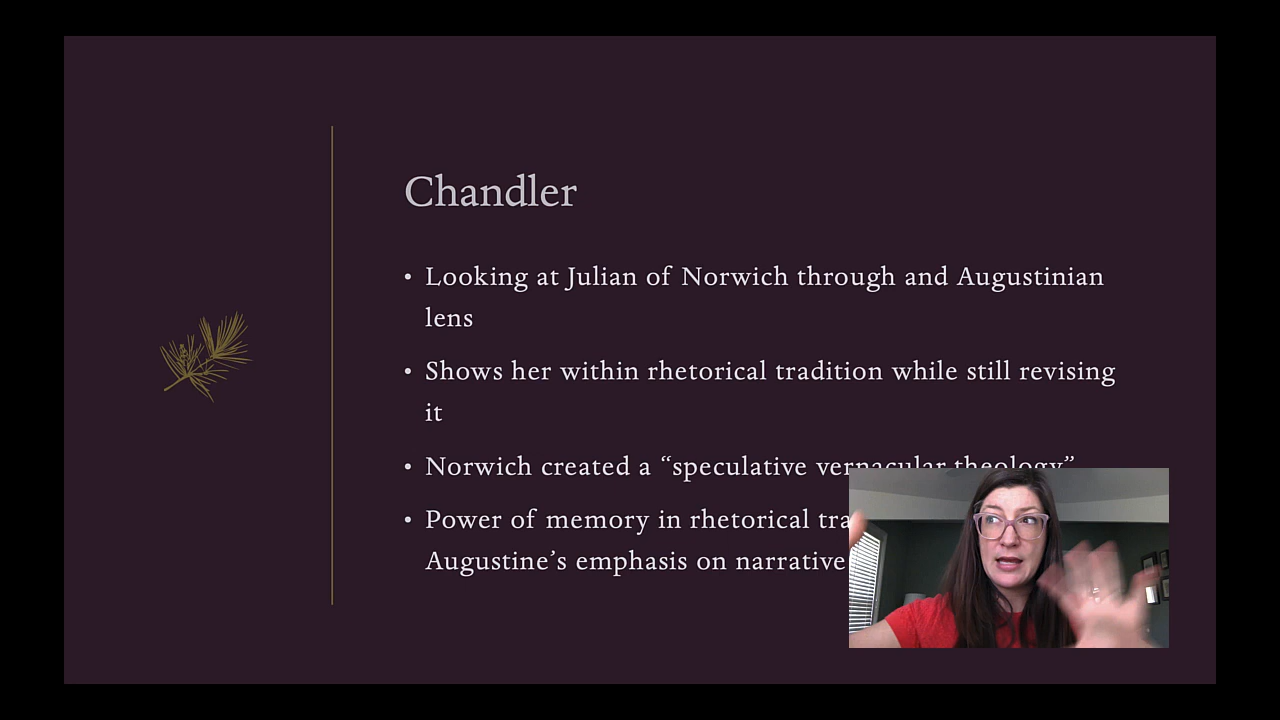 Chandler
• Looking at Julian of Norwich through and Augustinian
lens
• Shows her within rhetorical tradition while still revising
it
• Norwich created a “speculative vernacular theology”
• Power of memory in rhetorical
Augustine’s emphasis on narrative